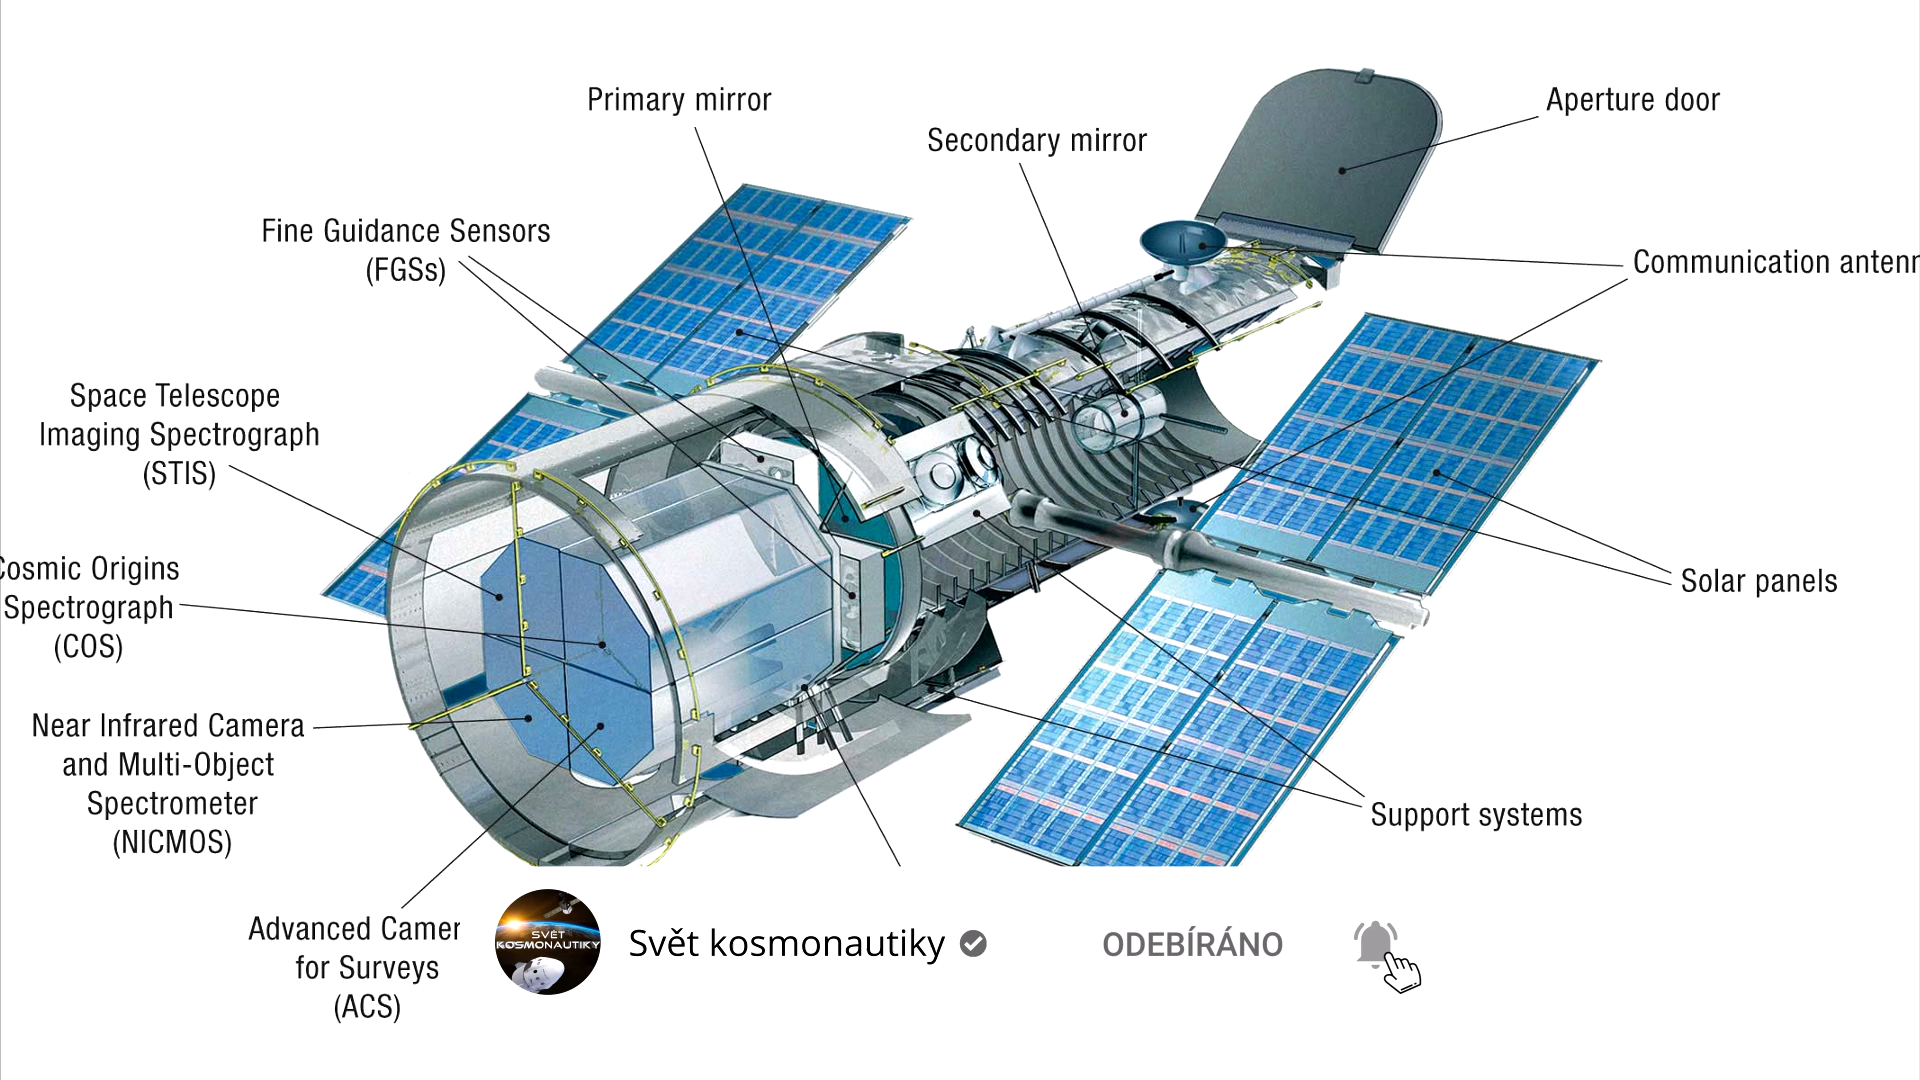 Primary mirror
Aperture door
Secondary mirror
Fine Guidance Sensors
(FGSs)
Communication antenn
Space Telescope
Imaging Spectrograph
(STIS)
Cosmic Origins
Spectrograph
(COS)
Solar panels
Near Infrared Camera
and Multi-Object
Spectrometer
(NICMOS)
Support systems
Advanced Camer
for Surveys
(ACS)
SVĚT
KOSMONAUTIKY
Svět kosmonautiky
ODEBÍRÁNO